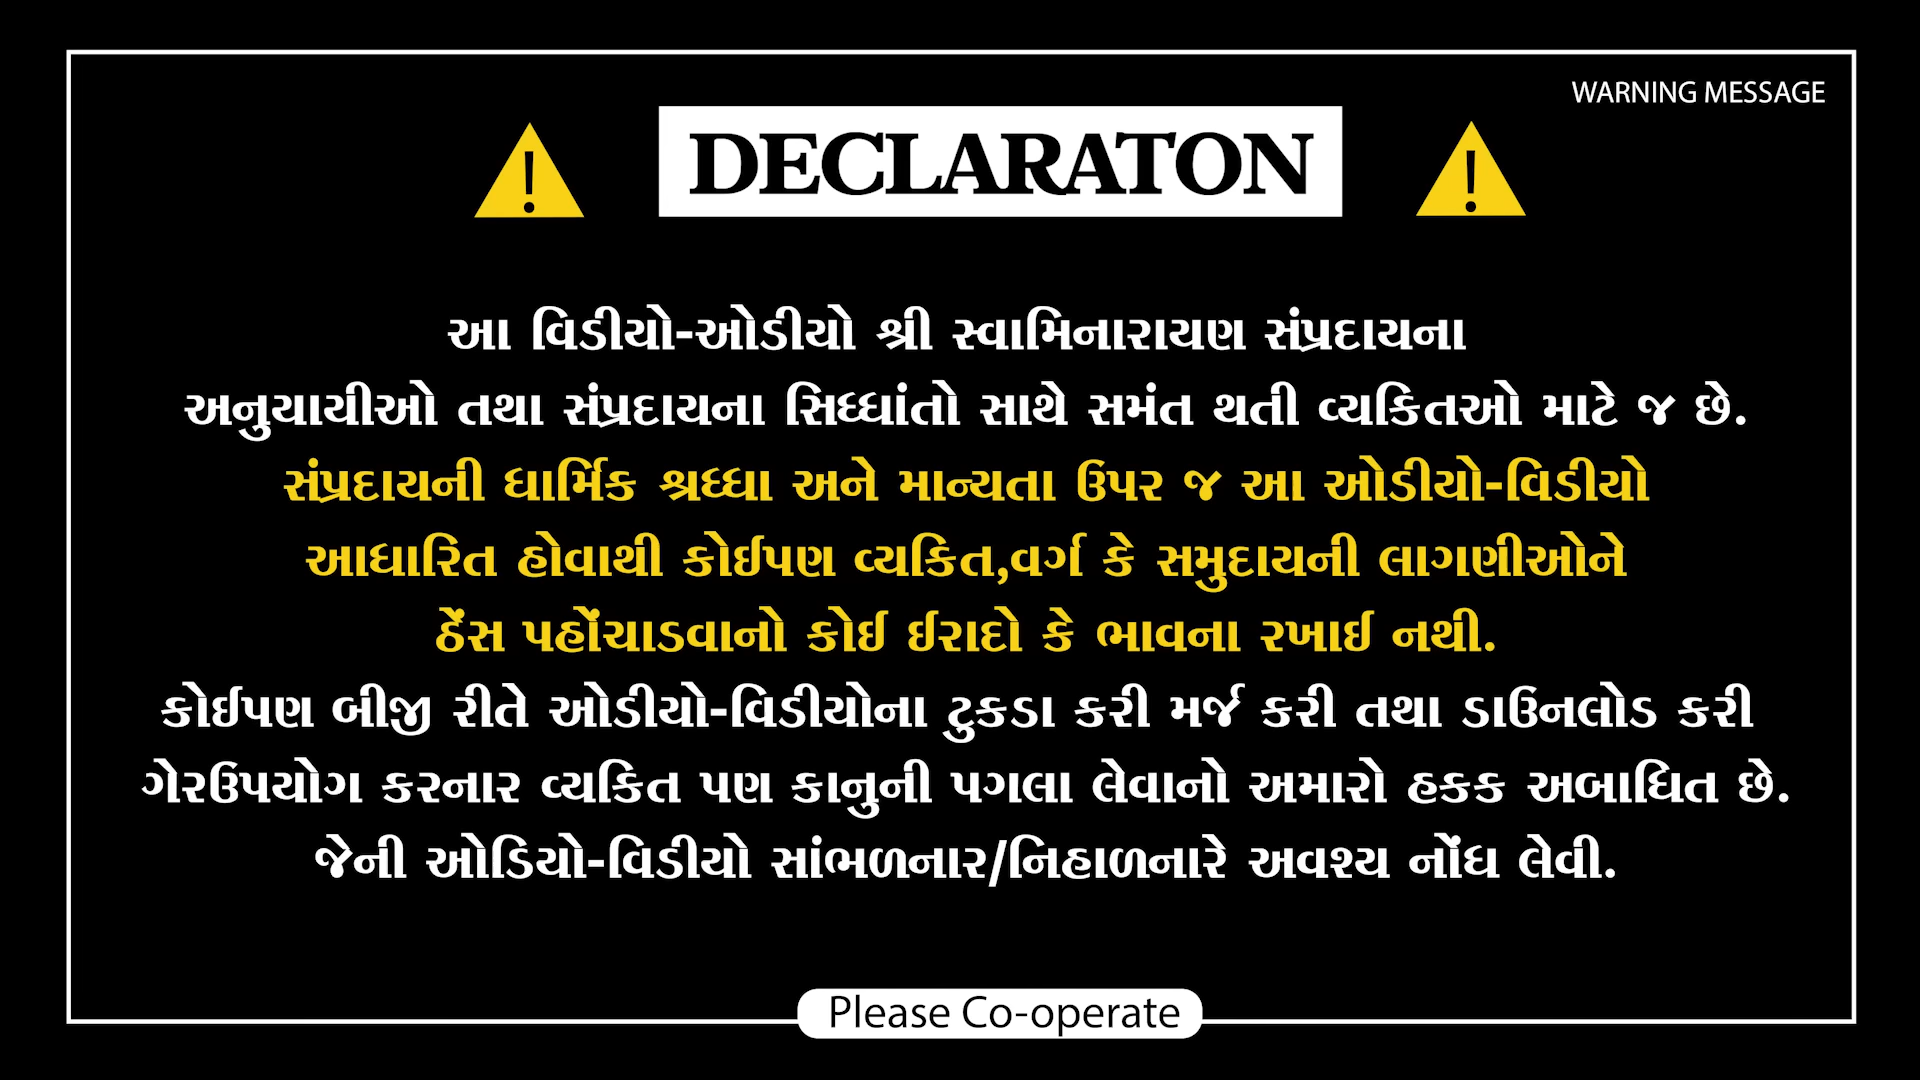 WARNING MESSAGE
DECLARATON
આ વિડીયો-ઓડીયો શ્રી સ્વામિનારાયણ સંપ્રદાયના
અનુયાયીઓ તથા સંપ્રદાયના સિધ્ધાંતો સાથે સમંત થતી વ્યકિતઓ માટે જ છે.
સંપ્રદાયની ધાર્મિક શ્રધ્ધા અને માન્યતા ઉપર જ આ ઓડીયો-વિડીયો
આધારિત હોવાથી કોઈપણ વ્યકિત,વર્ગ કે સમુદાયની લાગણીઓને
ઠેંસ પહોંચાડવાનો કોઈ ઈરાદો કે ભાવના રખાઈ નથી.
કોઈપણ બીજી રીતે ઓડીયો-વિડીયોના ટુકડા કરી મર્જ કરી તથા ડાઉનલોડ કરી
ગેરઉપયોગ કરનાર વ્યકિત પણ કાનુની પગલા લેવાનો અમારો હકક અબાધિત છે.
જેની ઓડિયો-વિડીયો સાંભળનાર/નિહાળનારે અવશ્ય નોંધ લેવી.
Please Co-operate